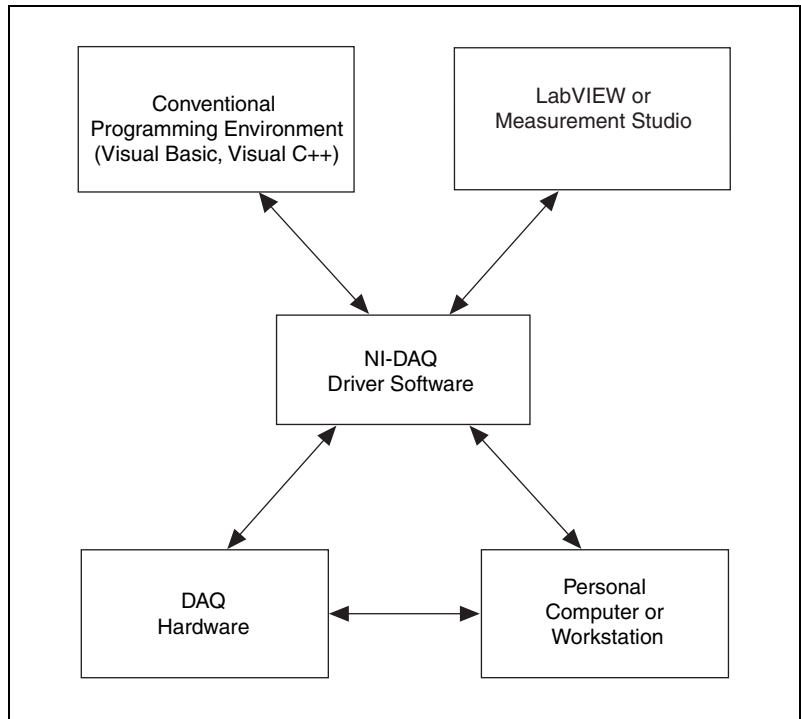 Conventional
Programming Environment
(Visual Basic, Visual C++)
LabVIEW or
Measurement Studio
NI-DAQ
Driver Software
DAQ
Hardware
Personal
Computer or
Workstation